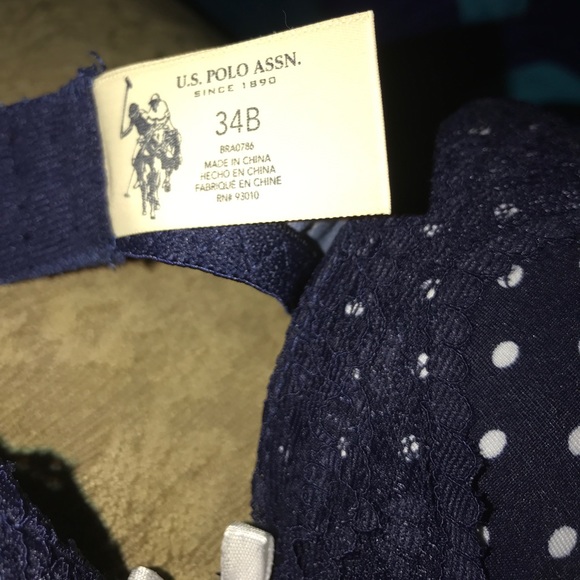 U.S. POLO ASSN.
SINCE 1890
34B
BRA0786
MADE IN CHINA
HECHO EN CHINA
FABRIQUÉ EN CHINE
RN# 93010